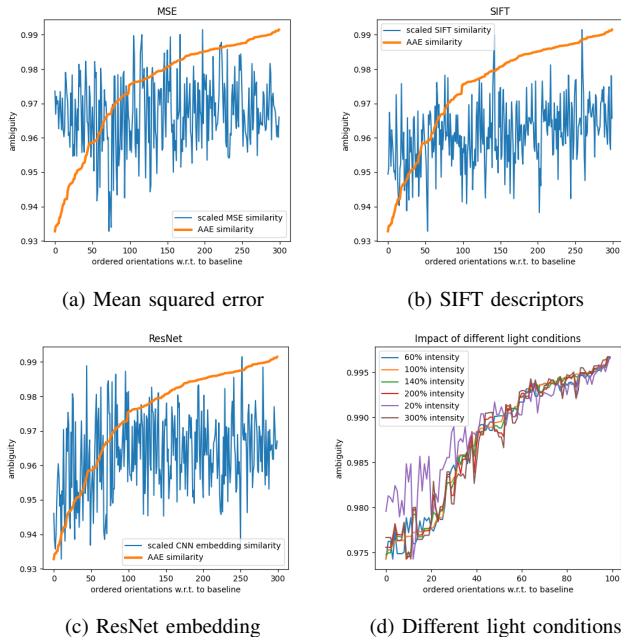 MSE
0.99
0.98
0.97
0.96
0.95
0.94
0.93
ambiguity
scaled MSE similarity
AAE similarity
0 50 100 150 200 250 300
ordered orientations w.r.t. to baseline
(a) Mean squared error
SIFT
scaled SIFT similarity
AAE similarity
0.99
0.98
0.97
0.96
0.95
0.94
0.93
ambiguity
0 50 100 150 200 250 300
ordered orientations w.r.t. to baseline
(b) SIFT descriptors
ResNet
0.99
0.98
0.97
0.96
0.95
0.94
0.93
ambiguity
scaled CNN embedding similarity
AAE similarity
0 50 100 150 200 250 300
ordered orientations w.r.t. to baseline
(c) ResNet embedding
Impact of different light conditions
60% intensity
100% intensity
140% intensity
200% intensity
20% intensity
300% intensity
0.995
0.990
0.985
0.980
0.975
ambiguity
0 20 40 60 80 100
ordered orientations w.r.t. to baseline
(d) Different light conditions